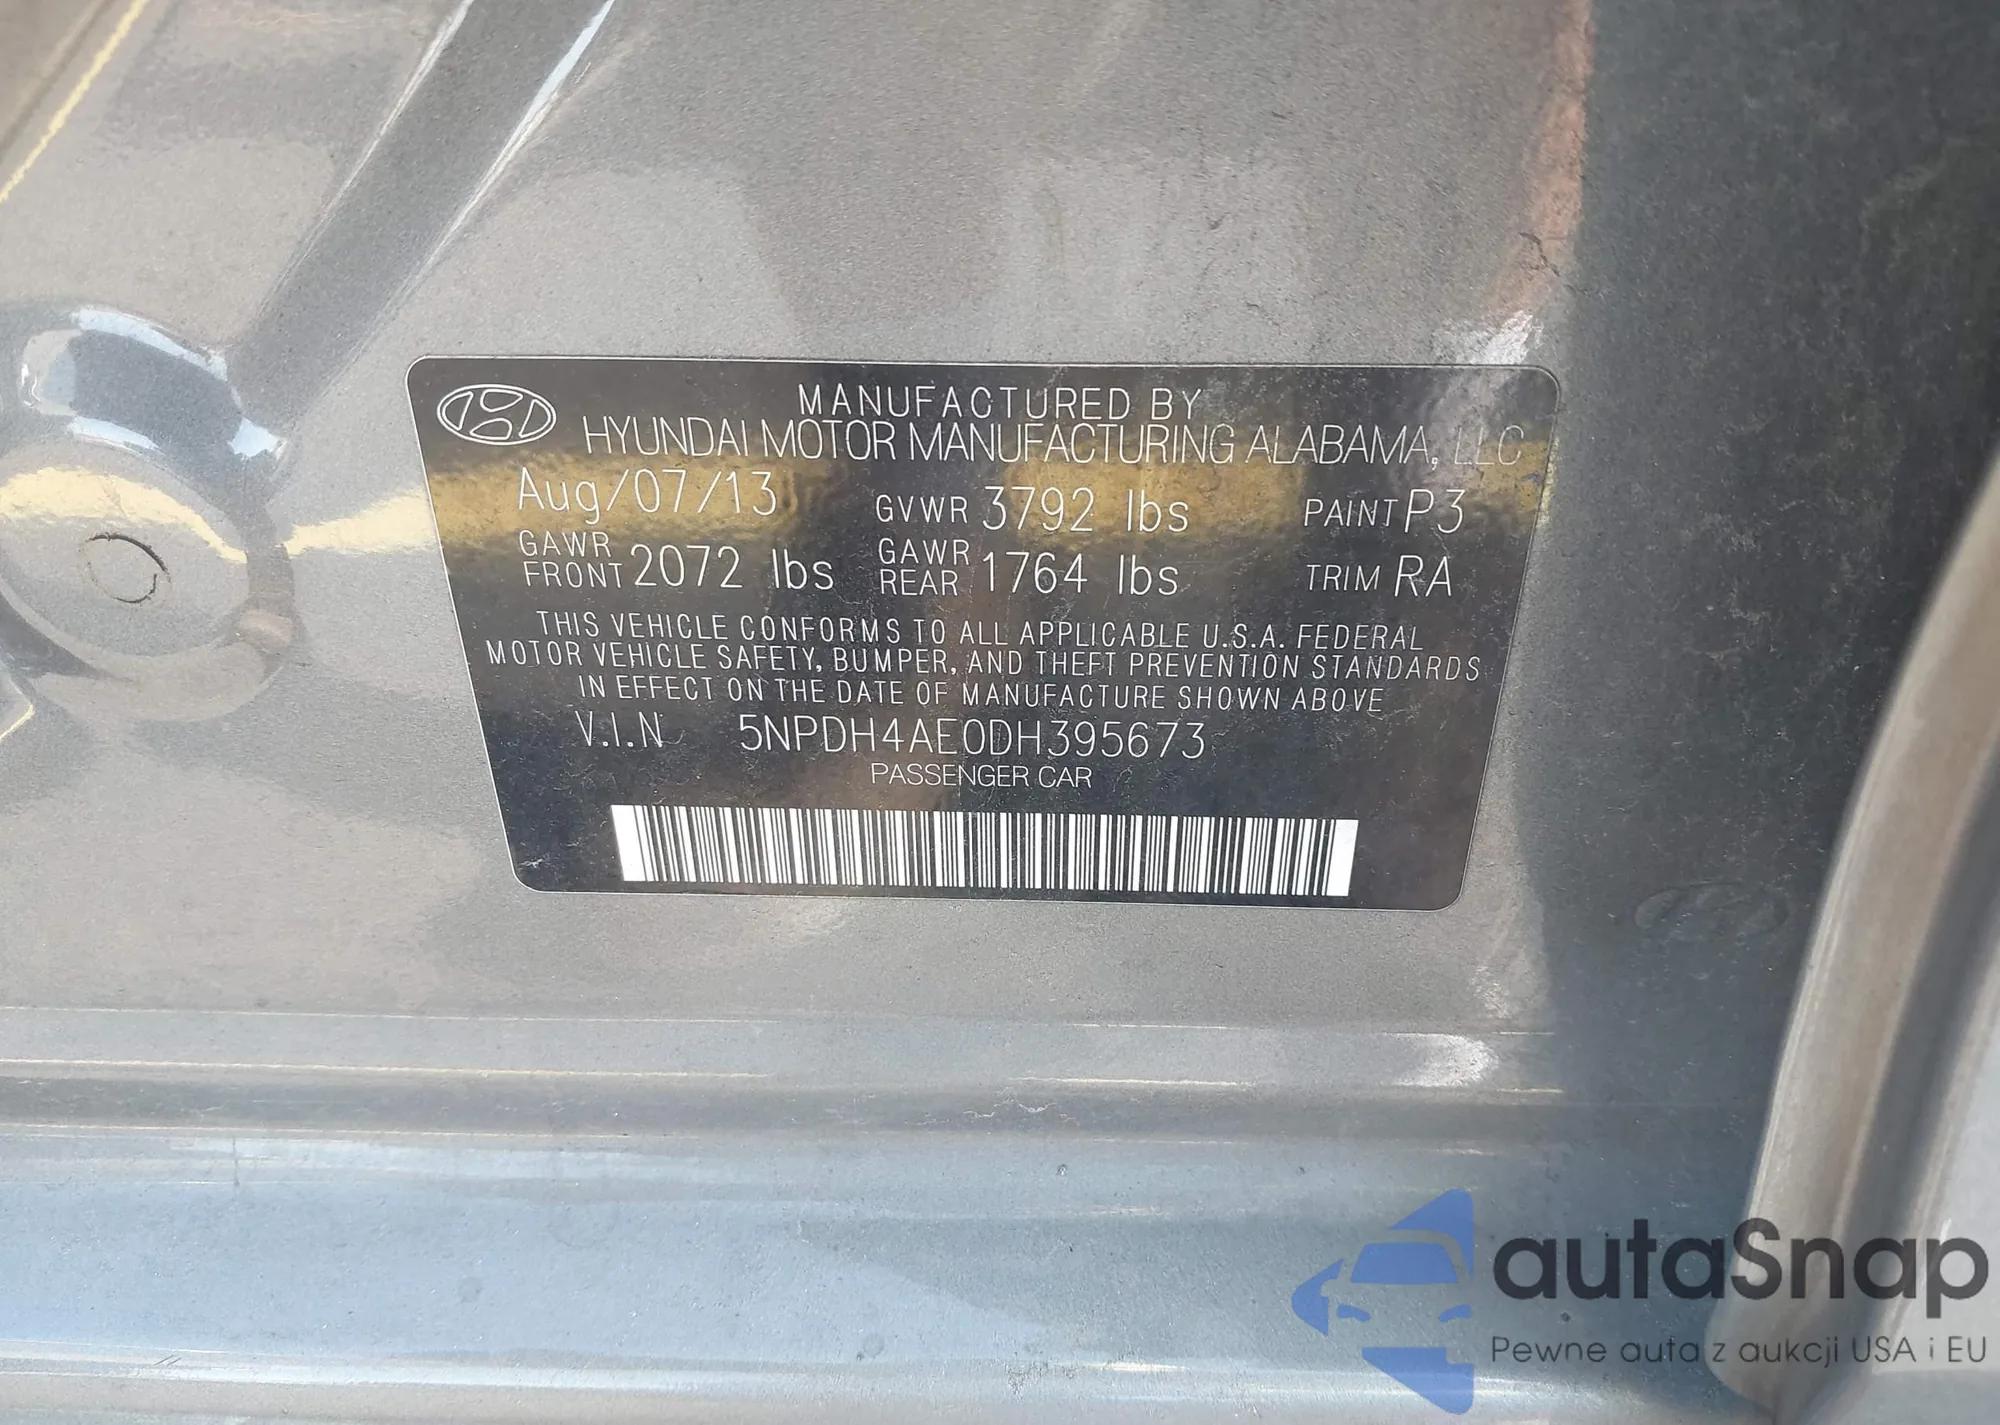 MANUFACTURED BY
HYUNDAI MOTOR MANUFACTURING ALABAMA, LLC
Aug/07/13 GVWR 3792 lbs PAINT P3
GAWR FRONT 2072 lbs GAWR REAR 1764 lbs TRIM RA
THIS VEHICLE CONFORMS TO ALL APPLICABLE U.S.A. FEDERAL
MOTOR VEHICLE SAFETY, BUMPER, AND THEFT PREVENTION STANDARDS
IN EFFECT ON THE DATE OF MANUFACTURE SHOWN ABOVE
V.I.N 5NPDH4AE0DH395673
PASSENGER CAR
autaSnap
Pewne auta z aukcji USA i EU